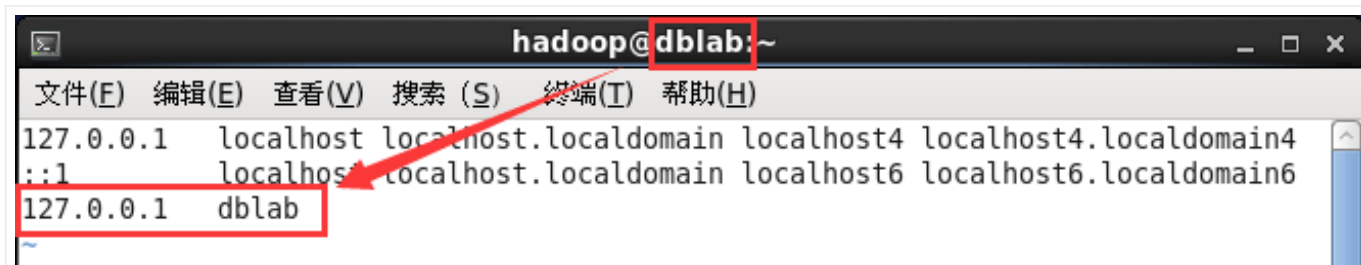 hadoop@dblab:~
文件(F) 编辑(E) 查看(V) 搜索 (S) 终端(T) 帮助(H)
127.0.0.1   localhost localhost.localdomain localhost4 localhost4.localdomain4
::1         localhost localhost.localdomain localhost6 localhost6.localdomain6
127.0.0.1   dblab
~